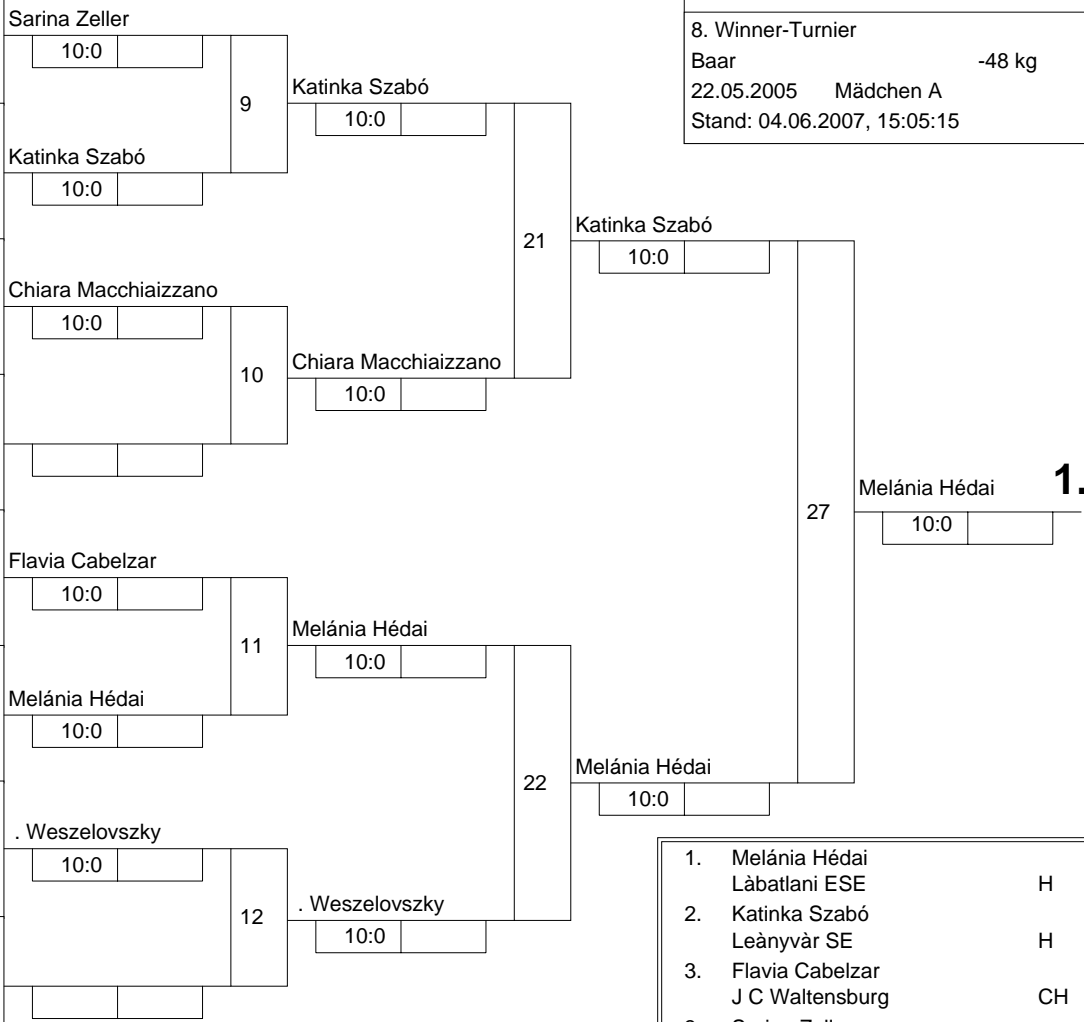 8. Winner-Turnier
Baar -48 kg
22.05.2005 Mädchen A
Stand: 04.06.2007, 15:05:15
Sarina Zeller
10:0
9
Katinka Szabó
10:0
Katinka Szabó
10:0
21
Katinka Szabó
10:0
Chiara Macchiaizzano
10:0
10
Chiara Macchiaizzano
10:0
27
Melánia Hédai 1.
10:0
Flavia Cabelzar
10:0
11
Melánia Hédai
10:0
Melánia Hédai
10:0
22
Melánia Hédai
10:0
. Weszelovszky
10:0
12
. Weszelovszky
10:0
1. Melánia Hédai
Làbatlani ESE H
2. Katinka Szabó
Leànyvàr SE H
3. Flavia Cabelzar
J C Waltensburg CH